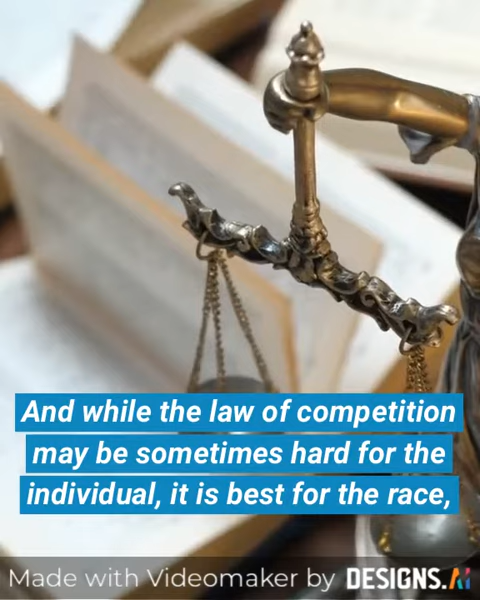 And while the law of competition
may be sometimes hard for the
individual, it is best for the race,
Made with Videomaker by DESIGNS.AI